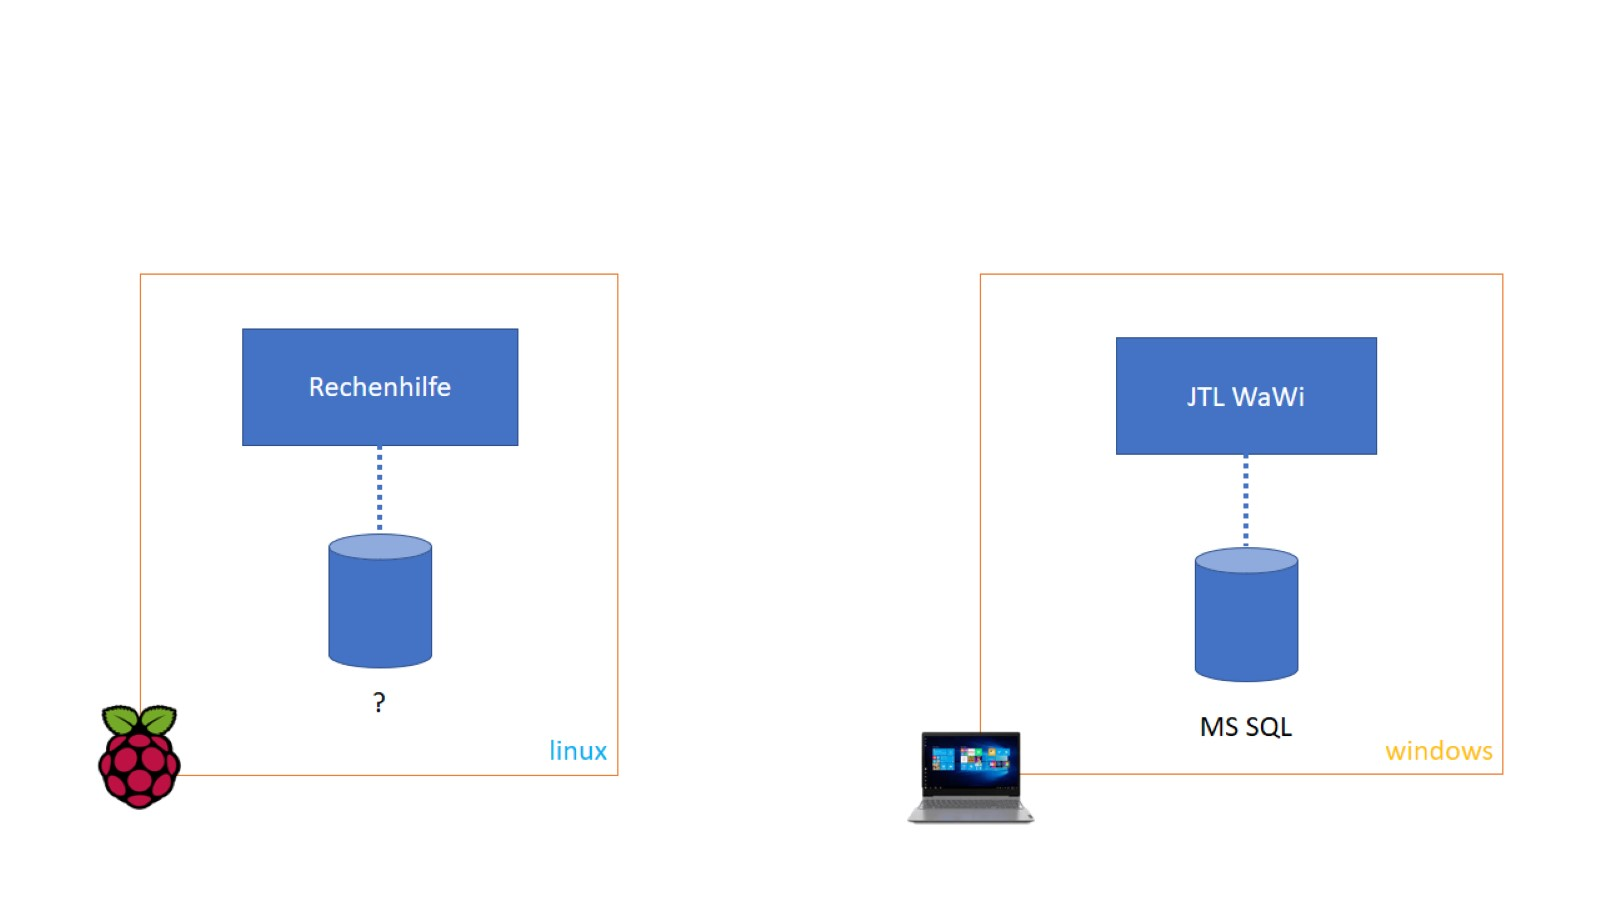 Rechenhilfe
?
linux
JTL WaWi
MS SQL
windows